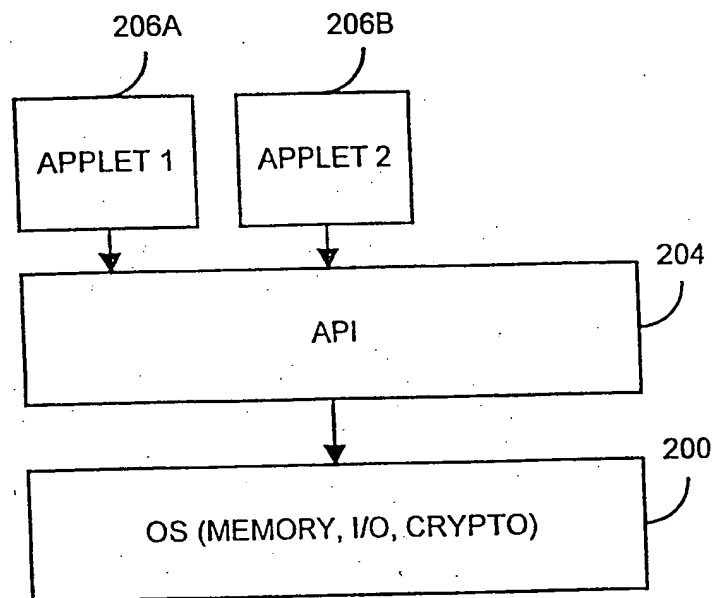 206A
206B
APPLET 1
APPLET 2
204
API
200
OS (MEMORY, I/O, CRYPTO)